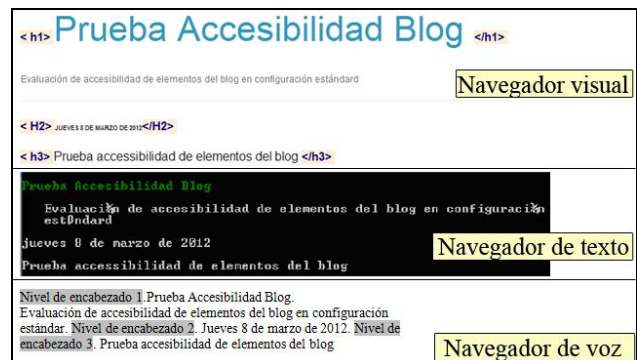 < h1> Prueba Accesibilidad Blog </h1>
Evaluación de accesibilidad de elementos del blog en configuración estándard
Navegador visual
< H2> JUEVES 8 DE MARZO DE 2012</H2>
< h3> Prueba accessibilidad de elementos del blog </h3>
Prueba Accesibilidad Blog
Evaluaci¾n de accesibilidad de elementos del blog en configuraci¾n
est0ndard
jueves 8 de marzo de 2012
Navegador de texto
Prueba accessibilidad de elementos del blog
Nivel de encabezado 1.Prueba Accesibilidad Blog.
Evaluación de accesibilidad de elementos del blog en configuración
estándar. Nivel de encabezado 2. Jueves 8 de marzo de 2012. Nivel de
encabezado 3. Prueba accesibilidad de elementos del blog
Navegador de voz